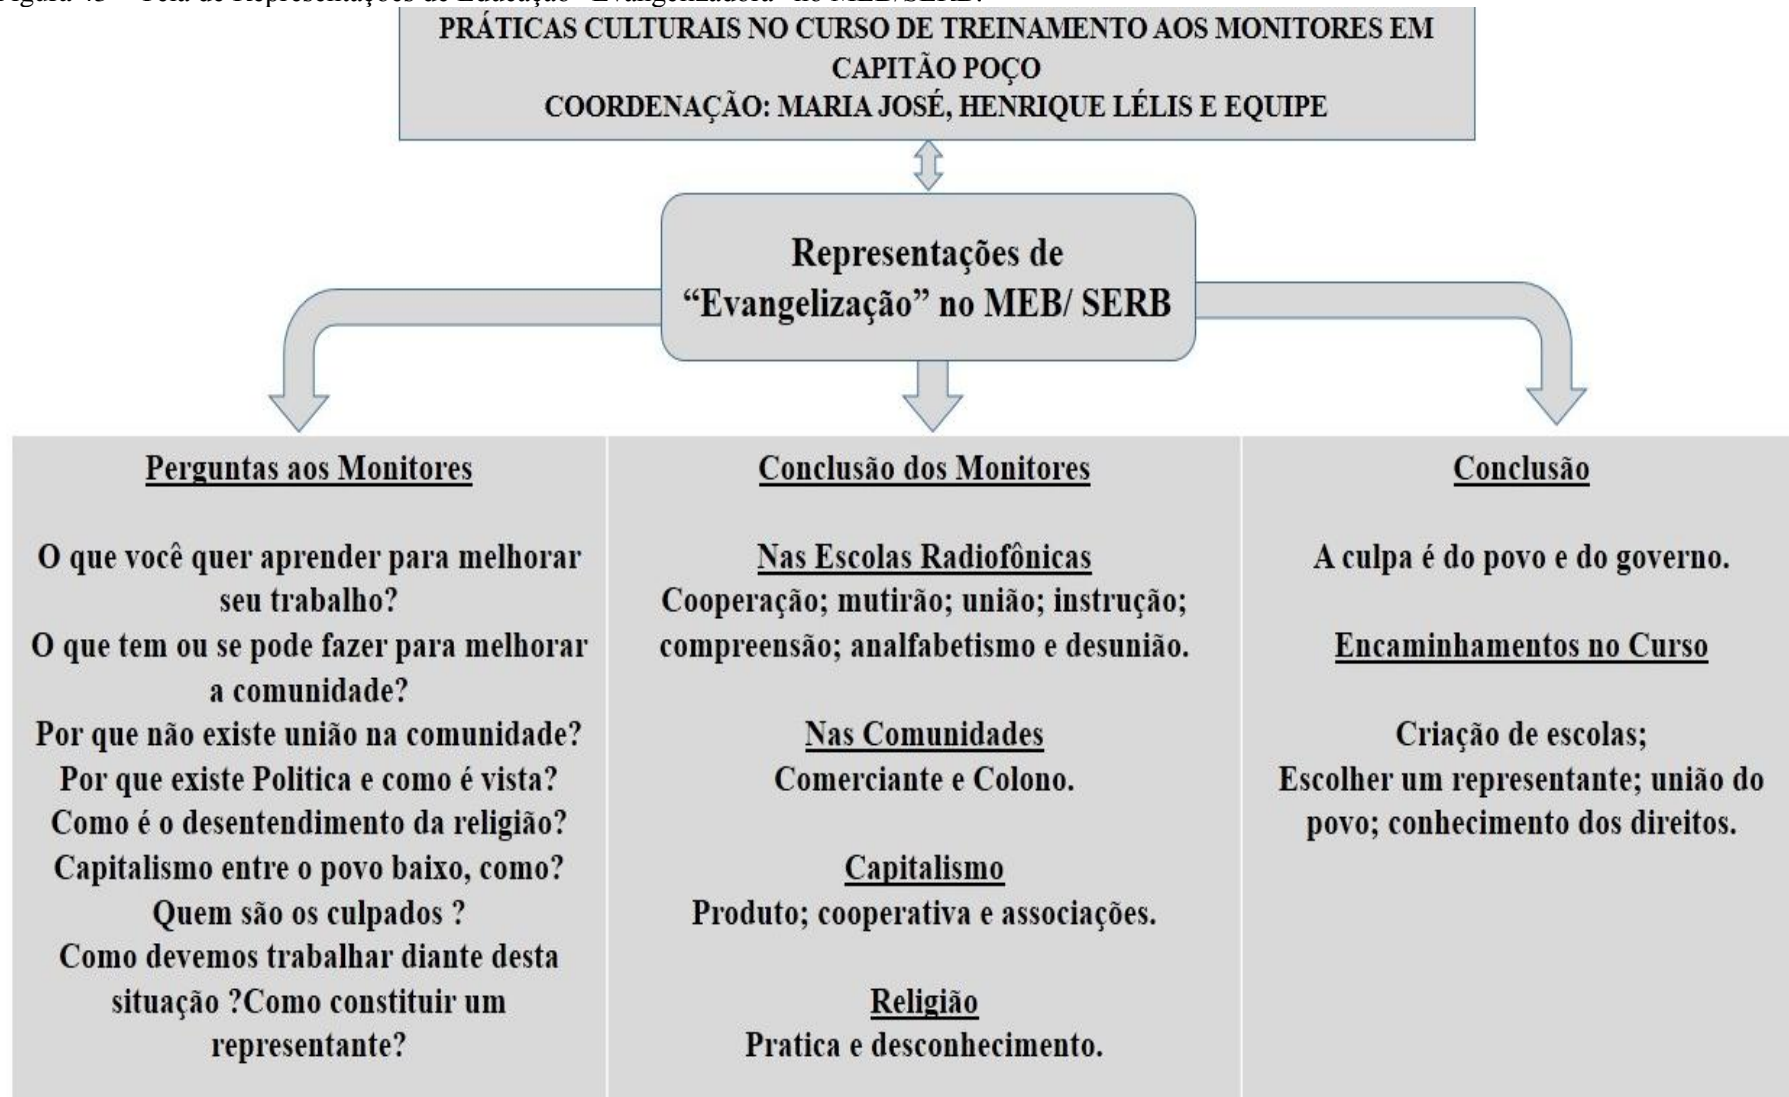 PRÁTICAS CULTURAIS NO CURSO DE TREINAMENTO AOS MONITORES EM
CAPITÃO POÇO
COORDENAÇÃO: MARIA JOSÉ, HENRIQUE LÉLIS E EQUIPE
Representações de
“Evangelização” no MEB/ SERB
Perguntas aos Monitores
O que você quer aprender para melhorar
seu trabalho?
O que tem ou se pode fazer para melhorar
a comunidade?
Por que não existe união na comunidade?
Por que existe Politica e como é vista?
Como é o desentendimento da religião?
Capitalismo entre o povo baixo, como?
Quem são os culpados ?
Como devemos trabalhar diante desta
situação ?Como constituir um
representante?
Conclusão dos Monitores
Nas Escolas Radiofônicas
Cooperação; mutirão; união; instrução;
compreensão; analfabetismo e desunião.
Nas Comunidades
Comerciante e Colono.
Capitalismo
Produto; cooperativa e associações.
Religião
Pratica e desconhecimento.
Conclusão
A culpa é do povo e do governo.
Encaminhamentos no Curso
Criação de escolas;
Escolher um representante; união do
povo; conhecimento dos direitos.